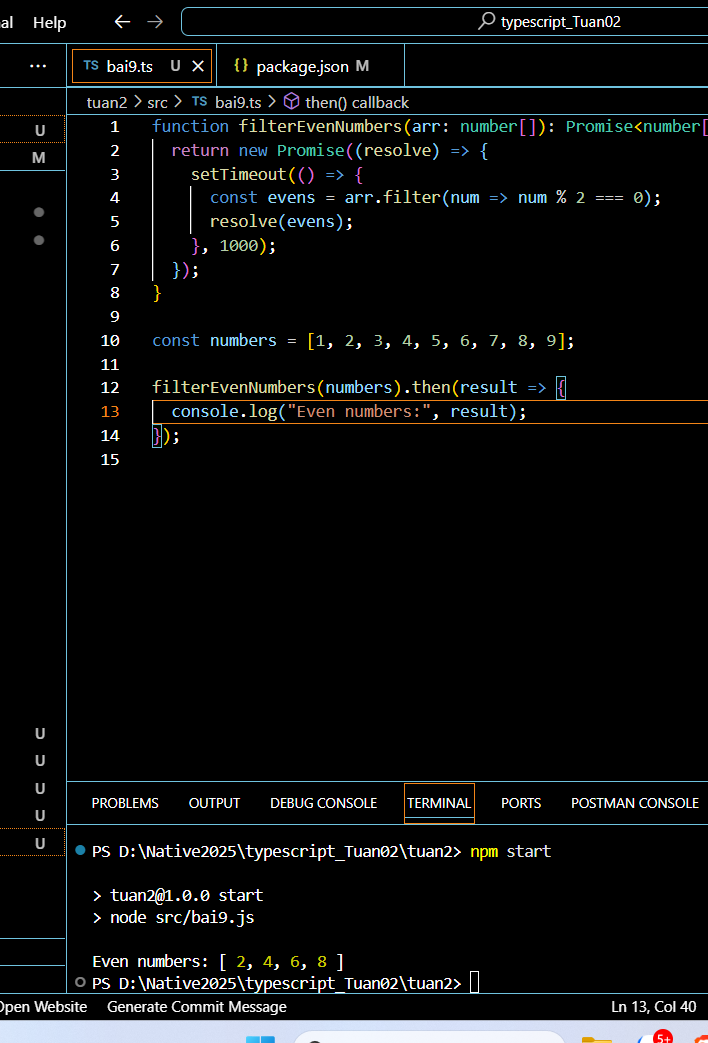 Help
typescript_Tuan02
TS bai9.ts U
{} package.json M
tuan2 > src > TS bai9.ts > then() callback
U
M
1 function filterEvenNumbers(arr: number[]): Promise<number[
2 return new Promise((resolve) => {
3 setTimeout(() => {
4 const evens = arr.filter(num => num % 2 === 0);
5 resolve(evens);
6 }, 1000);
7 });
8 }
9
10 const numbers = [1, 2, 3, 4, 5, 6, 7, 8, 9];
11
12 filterEvenNumbers(numbers).then(result => {
13 console.log("Even numbers:", result);
14 });
15
U
U
U
U
U
PROBLEMS OUTPUT DEBUG CONSOLE TERMINAL PORTS POSTMAN CONSOLE
PS D:\Native2025\typescript_Tuan02\tuan2> npm start
> tuan2@1.0.0 start
> node src/bai9.js
Even numbers: [ 2, 4, 6, 8 ]
PS D:\Native2025\typescript_Tuan02\tuan2>
Open Website Generate Commit Message Ln 13, Col 40
5+